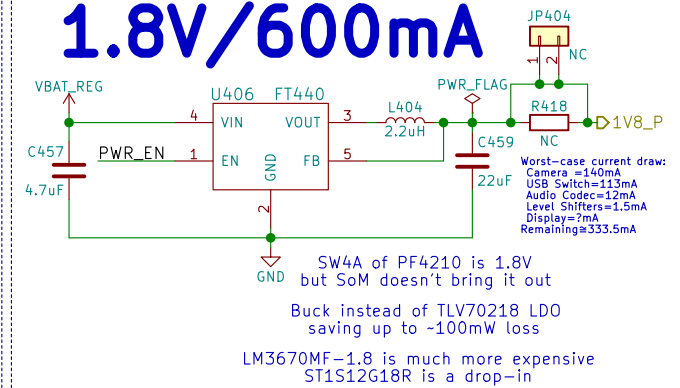 1.8V/600mA
JP404
1
2
NC
VBAT_REG
U406
FT440
PWR_FLAG
L404
2.2uH
R418
NC
1V8_P
4
VIN
VOUT
3
C457
4.7uF
PWR_EN
1
EN
GND
FB
5
C459
22uF
2
GND
Worst-case current draw:
Camera =140mA
USB Switch=113mA
Audio Codec=12mA
Level Shifters=1.5mA
Display=?mA
Remaining≅333.5mA
SW4A of PF4210 is 1.8V
but SoM doesn't bring it out
Buck instead of TLV70218 LDO
saving up to ~100mW loss
LM3670MF-1.8 is much more expensive
ST1S12G18R is a drop-in